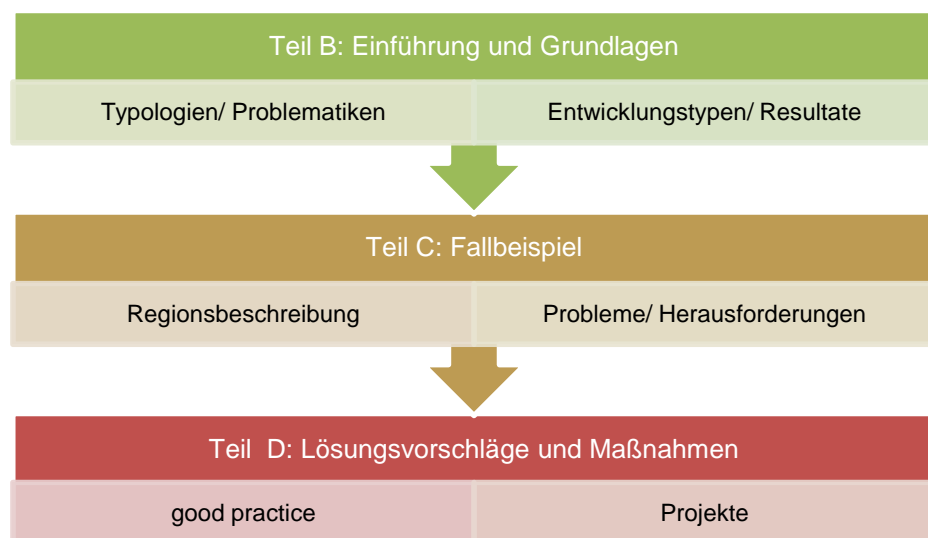 Teil B: Einführung und Grundlagen
Typologien/ Problematiken
Entwicklungstypen/ Resultate
Teil C: Fallbeispiel
Regionsbeschreibung
Probleme/ Herausforderungen
Teil D: Lösungsvorschläge und Maßnahmen
good practice
Projekte